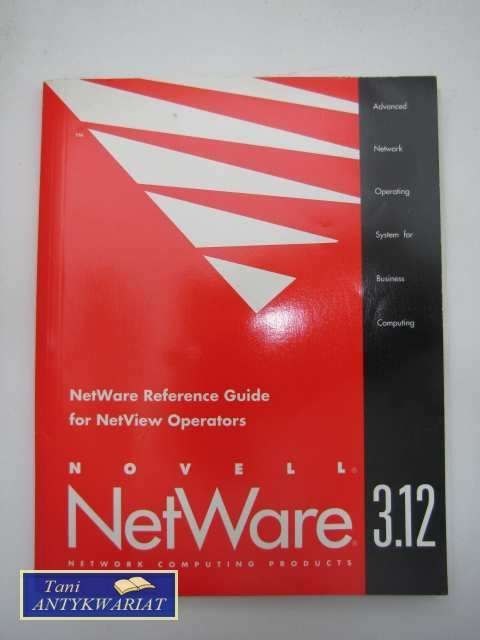 Advanced
Network
Operating
System for
Business
Computing
TM
NetWare Reference Guide
for NetView Operators
NOVELL®
NetWare® 3.12
NETWORK COMPUTING PRODUCTS
Tani
ANTYKWARIAT